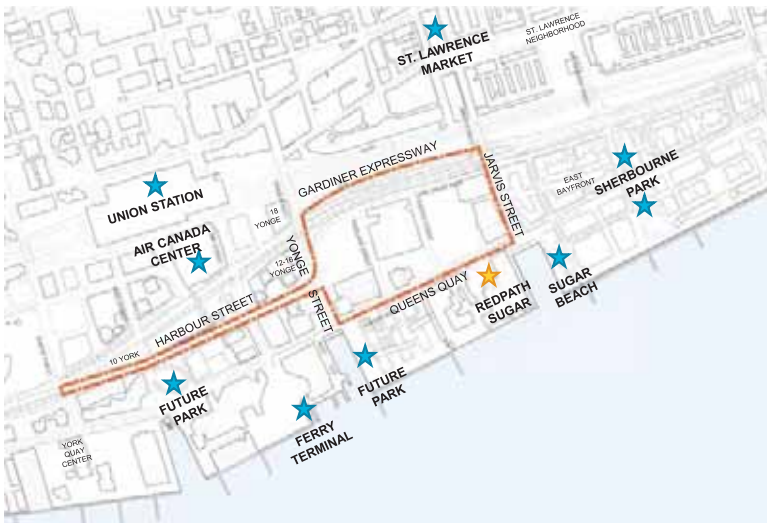 ST. LAWRENCE
MARKET
ST. LAWRENCE
NEIGHBORHOOD
GARDINER EXPRESSWAY
JARVIS STREET
EAST
BAYFRONT
SHERBOURNE
PARK
UNION STATION
18
YONGE
AIR CANADA
CENTER
12-16
YONGE
YONGE
STREET
HARBOUR STREET
QUEENS QUAY
REDPATH
SUGAR
SUGAR
BEACH
10 YORK
FUTURE
PARK
FUTURE
PARK
FERRY
TERMINAL
YORK
QUAY
CENTER